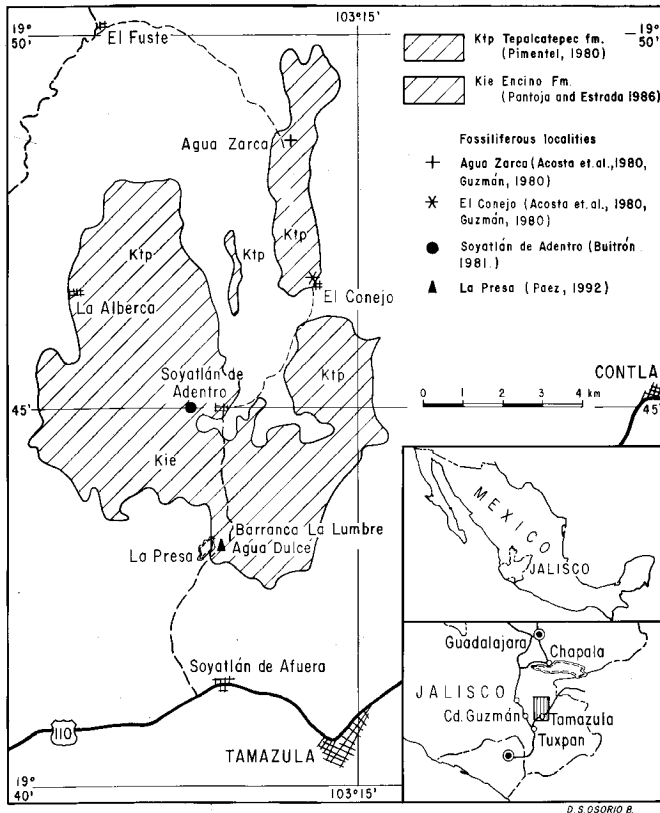 19°
50'
103°15'
19°
50'
El Fuste
Ktp Tepalcatepec fm.
(Pimentel, 1980)
Kie Encino Fm.
(Pantoja and Estrada 1986)
Agua Zarca
Fossiliferous localities
Agua Zarca (Acosta et.al.,1980,
Guzmán, 1980)
El Conejo (Acosta et.al., 1980,
Guzmán, 1980)
Soyatlán de Adentro (Buitrón
1981.)
La Presa (Paez, 1992)
Ktp
Ktp
Ktp
La Alberca
El Conejo
Soyatlán de
Adentro
Ktp
CONTLA
0 1 2 3 4 km
45'
45'
Kie
Barranca La Lumbre
Agua Dulce
La Presa
MEXICO
JALISCO
Soyatlán de Afuera
110
TAMAZULA
Guadalajara
Chapala
JALISCO
Cd. Guzmán
Tamazula
Tuxpan
19°
40'
103°15'
19°
40'
D. S. OSORIO B.